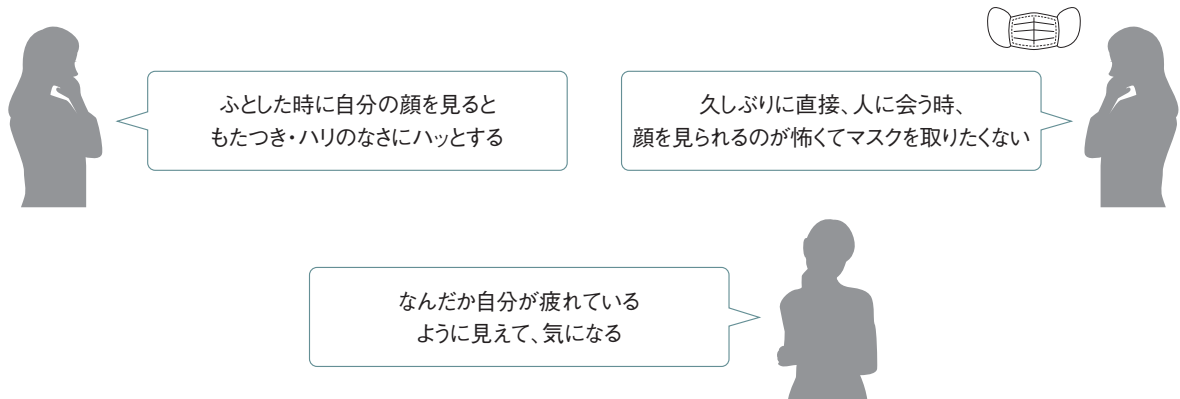 ふとした時に自分の顔を見ると
もたつき・ハリのなさにハッとする
久しぶりに直接、人に会う時、
顔を見られるのが怖くてマスクを取りたくない
なんだか自分が疲れている
ように見えて、気になる